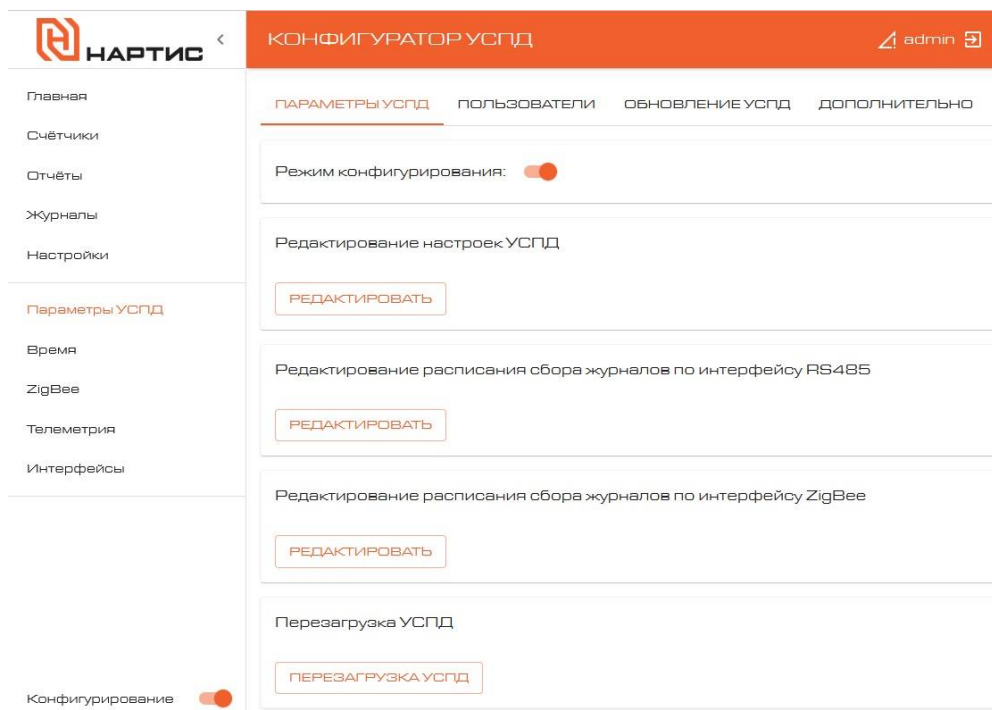 НАРТИС
КОНФИГУРАТОР УСПД
admin
Главная
Счётчики
Отчёты
Журналы
Настройки
Параметры УСПД
Время
ZigBee
Телеметрия
Интерфейсы
Конфигурирование
ПАРАМЕТРЫ УСПД ПОЛЬЗОВАТЕЛИ ОБНОВЛЕНИЕ УСПД ДОПОЛНИТЕЛЬНО
Режим конфигурирования:
Редактирование настроек УСПД
РЕДАКТИРОВАТЬ
Редактирование расписания сбора журналов по интерфейсу RS485
РЕДАКТИРОВАТЬ
Редактирование расписания сбора журналов по интерфейсу ZigBee
РЕДАКТИРОВАТЬ
Перезагрузка УСПД
ПЕРЕЗАГРУЗКА УСПД